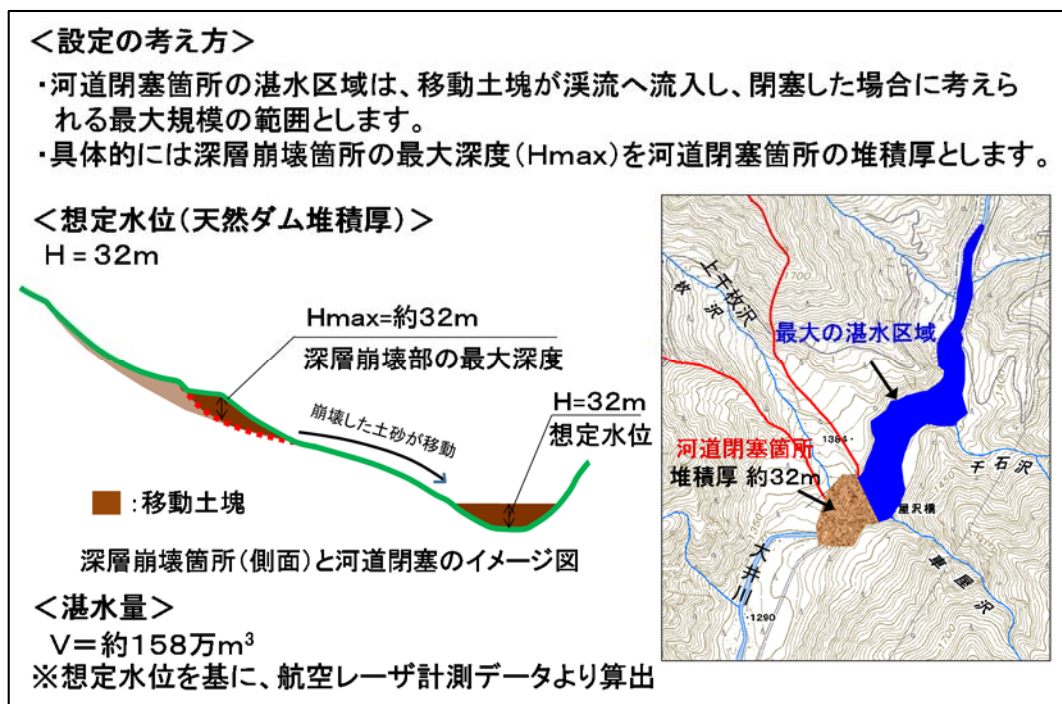 ＜設定の考え方＞
・河道閉塞箇所の湛水区域は、移動土塊が渓流へ流入し、閉塞した場合に考えら
れる最大規模の範囲とします。
・具体的には深層崩壊箇所の最大深度(Hmax)を河道閉塞箇所の堆積厚とします。
＜想定水位(天然ダム堆積厚)＞
H＝32m
Hmax=約32m
深層崩壊部の最大深度
崩壊した土砂が移動
H=32m
想定水位
:移動土塊
深層崩壊箇所(側面)と河道閉塞のイメージ図
＜湛水量＞
V＝約158万m³
※想定水位を基に、航空レーザ計測データより算出
1700
上千枚沢
枚沢
最大の湛水区域
1384
河道閉塞箇所
堆積厚 約32m
千石沢
屋沢橋
大井川
車屋沢
・1290